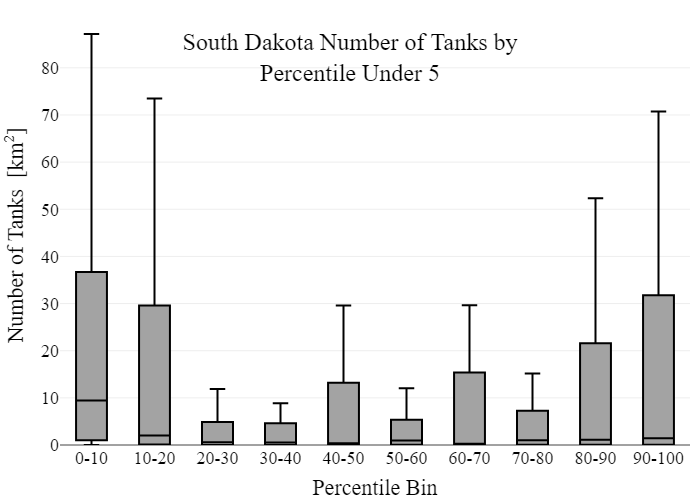 South Dakota Number of Tanks by
Percentile Under 5
Number of Tanks [km²]
80
70
60
50
40
30
20
10
0
0-10 10-20 20-30 30-40 40-50 50-60 60-70 70-80 80-90 90-100
Percentile Bin